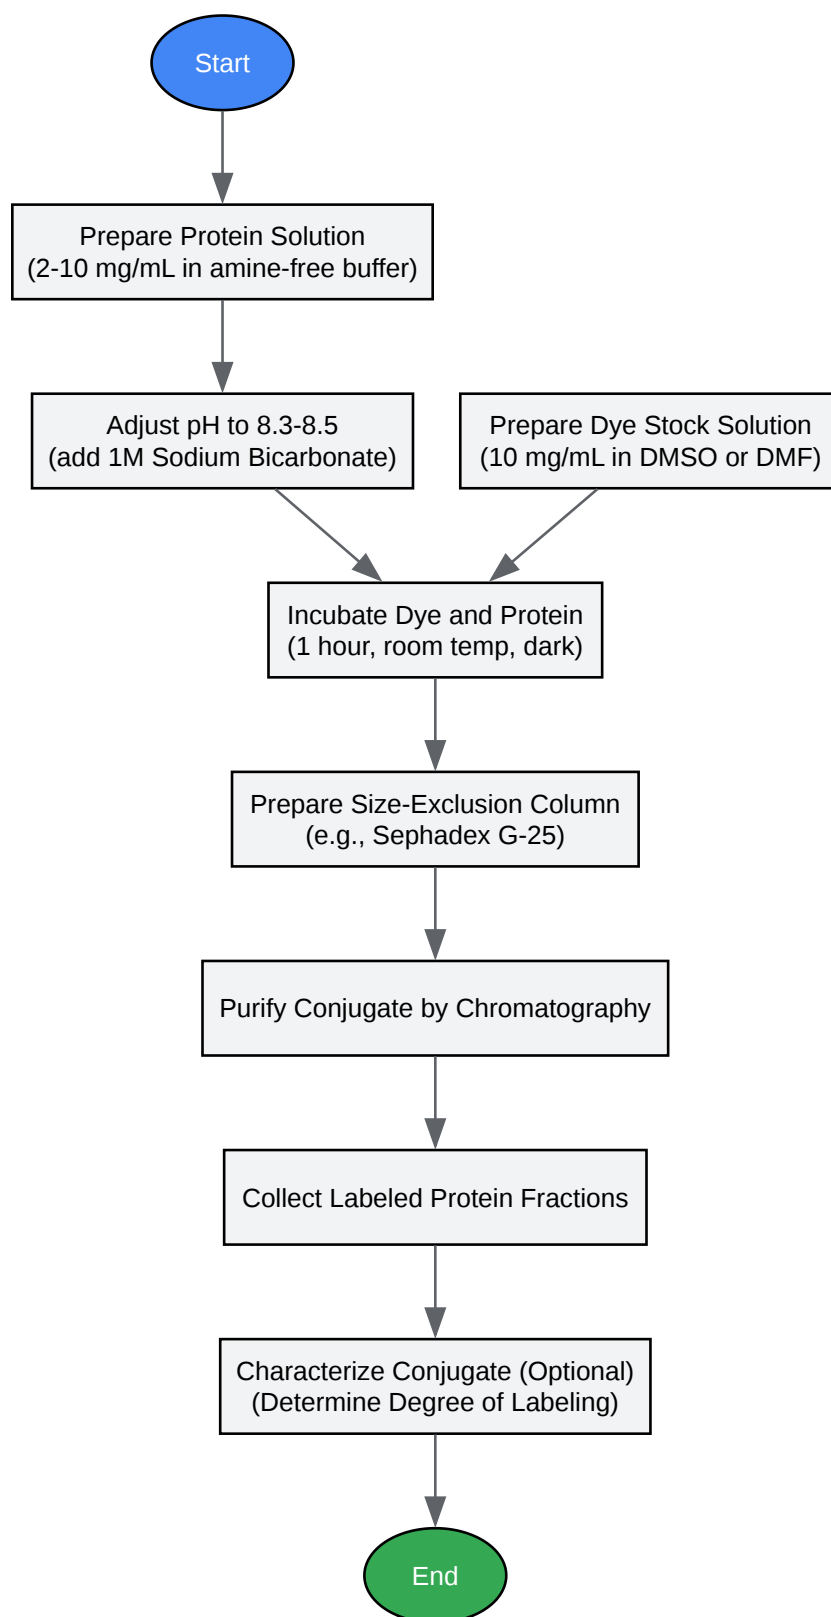 Start
Prepare Protein Solution
(2-10 mg/mL in amine-free buffer)
Adjust pH to 8.3-8.5
(add 1M Sodium Bicarbonate)
Prepare Dye Stock Solution
(10 mg/mL in DMSO or DMF)
Incubate Dye and Protein
(1 hour, room temp, dark)
Prepare Size-Exclusion Column
(e.g., Sephadex G-25)
Purify Conjugate by Chromatography
Collect Labeled Protein Fractions
Characterize Conjugate (Optional)
(Determine Degree of Labeling)
End